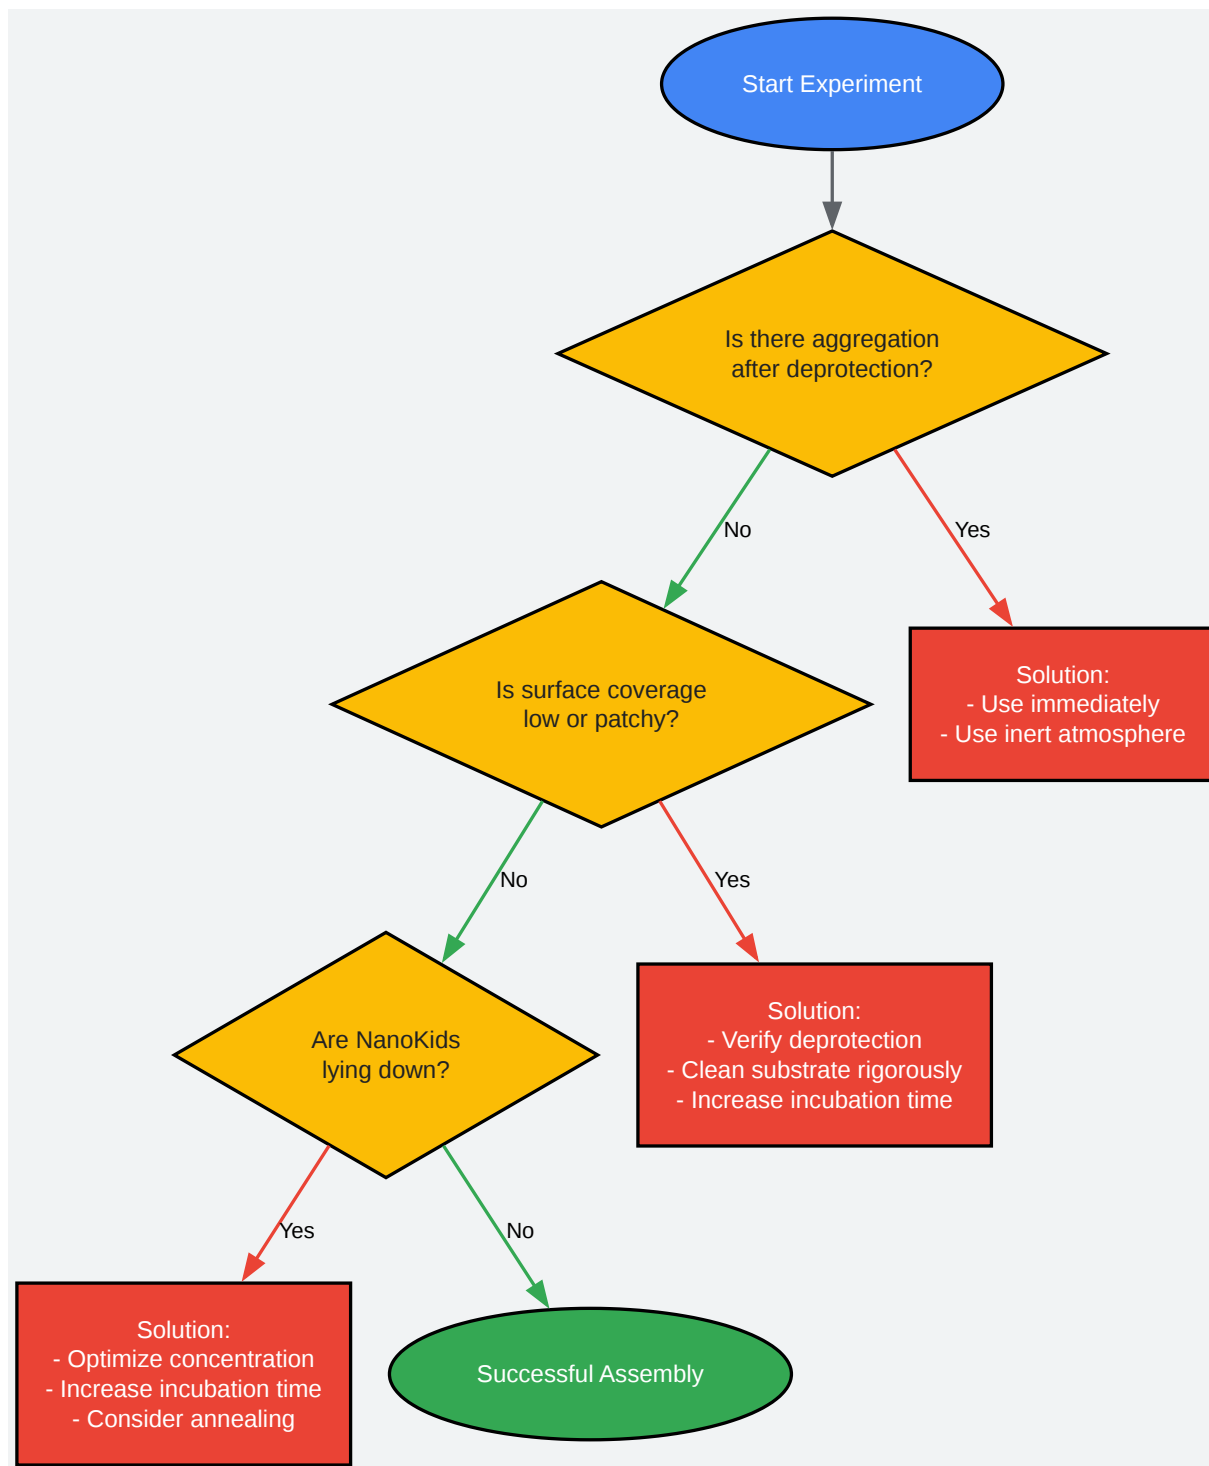 Start Experiment
Is there aggregation
after deprotection?
No
Yes
Is surface coverage
low or patchy?
Solution:
- Use immediately
- Use inert atmosphere
No
Yes
Are NanoKids
lying down?
Solution:
- Verify deprotection
- Clean substrate rigorously
- Increase incubation time
Yes
No
Solution:
- Optimize concentration
- Increase incubation time
- Consider annealing
Successful Assembly